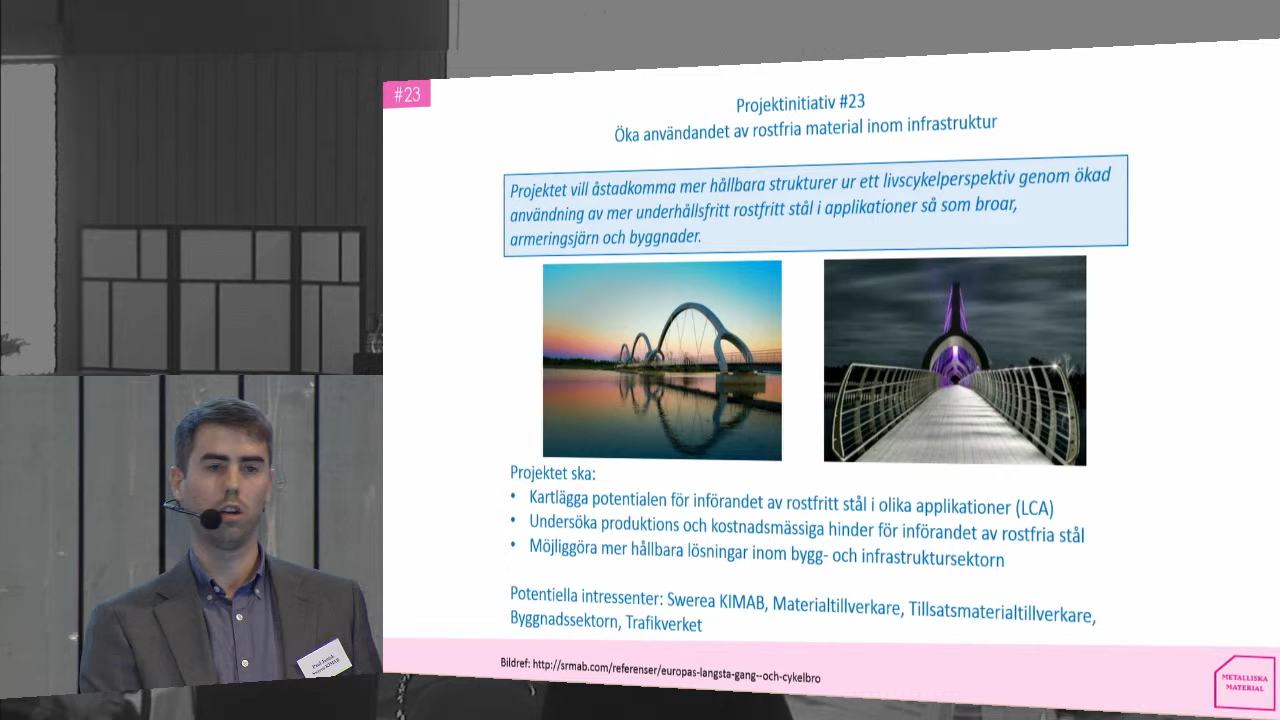 #23
Projektinitiativ #23
Öka användandet av rostfria material inom infrastruktur
Projektet vill åstadkomma mer hållbara strukturer ur ett livscykelperspektiv genom ökad
användning av mer underhållsfritt rostfritt stål i applikationer så som broar,
armeringsjärn och byggnader.
Projektet ska:
• Kartlägga potentialen för införandet av rostfritt stål i olika applikationer (LCA)
• Undersöka produktions och kostnadsmässiga hinder för införandet av rostfria stål
• Möjliggöra mer hållbara lösningar inom bygg- och infrastruktursektorn
Potentiella intressenter: Swerea KIMAB, Materialtillverkare, Tillsatsmaterialtillverkare,
Byggnadssektorn, Trafikverket
Bildref: http://srmab.com/referenser/europas-langsta-gang--och-cykelbro
METALLISKA
MATERIAL
Swerea KIMAB